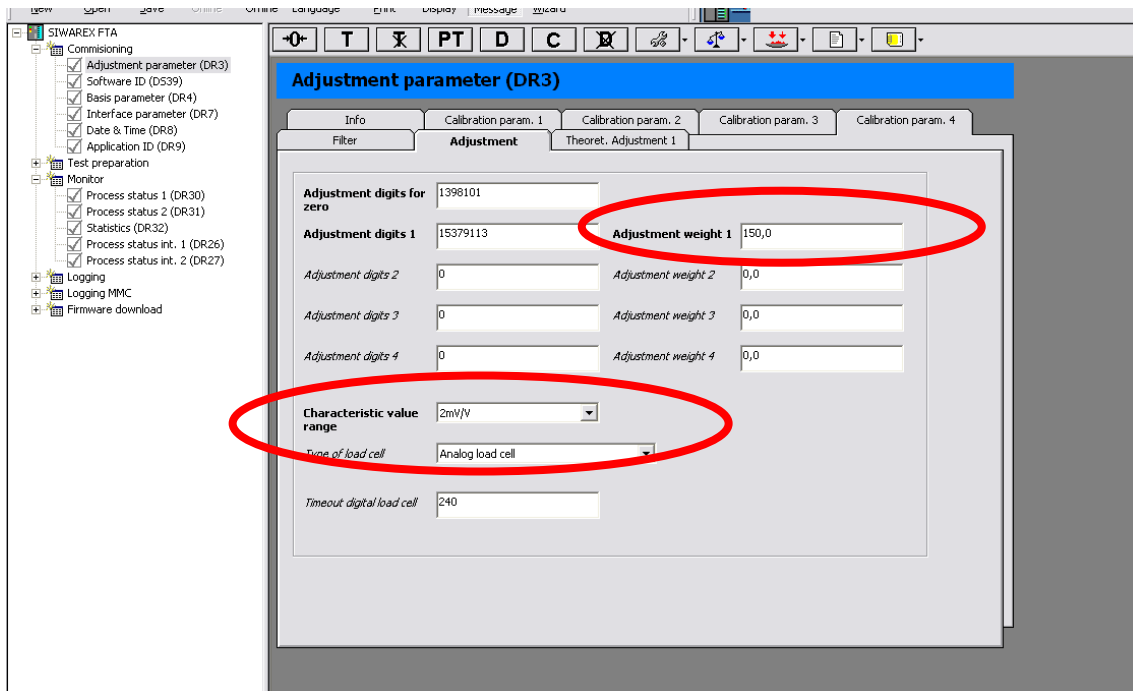 New Open Save Online Offline Language Print Display Message Wizard
SIWAREX FTA
Commisioning
Adjustment parameter (DR3)
Software ID (DS39)
Basis parameter (DR4)
Interface parameter (DR7)
Date & Time (DR8)
Application ID (DR9)
Test preparation
Monitor
Process status 1 (DR30)
Process status 2 (DR31)
Statistics (DR32)
Process status int. 1 (DR26)
Process status int. 2 (DR27)
Logging
Logging MMC
Firmware download
→0← T T PT D C D
Adjustment parameter (DR3)
Info Calibration param. 1 Calibration param. 2 Calibration param. 3 Calibration param. 4
Filter Adjustment Theoret. Adjustment 1
Adjustment digits for zero 1398101
Adjustment digits 1 15379113 Adjustment weight 1 150,0
Adjustment digits 2 0 Adjustment weight 2 0,0
Adjustment digits 3 0 Adjustment weight 3 0,0
Adjustment digits 4 0 Adjustment weight 4 0,0
Characteristic value range 2mV/V
Type of load cell Analog load cell
Timeout digital load cell 240